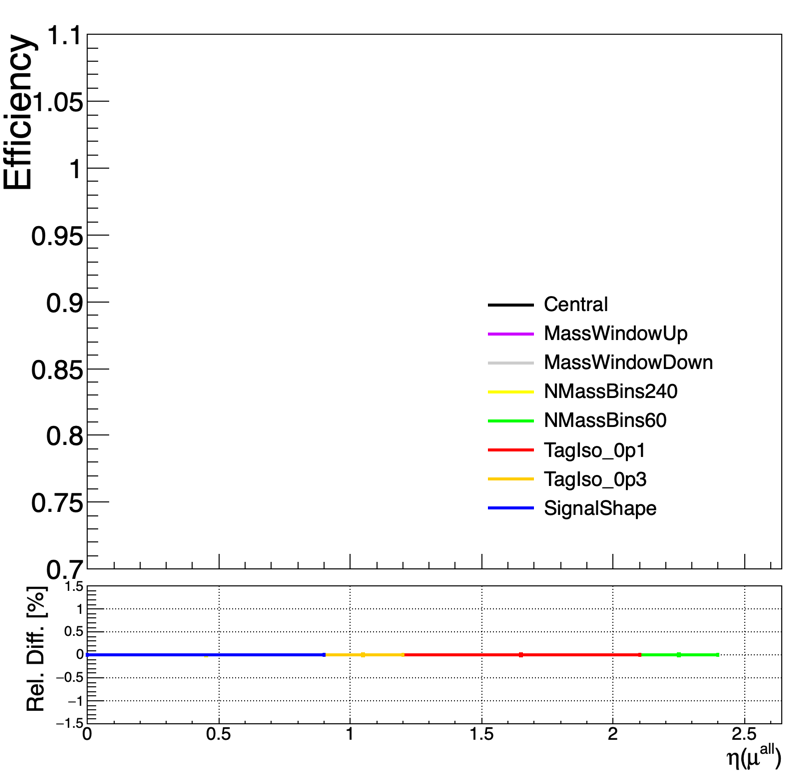 Efficiency
1.1
1.05
1
0.95
0.9
0.85
0.8
0.75
0.7
Central
MassWindowUp
MassWindowDown
NMassBins240
NMassBins60
TagIso_0p1
TagIso_0p3
SignalShape
Rel. Diff. [%]
1.5
1
0.5
0
−0.5
−1
−1.5
0 0.5 1 1.5 2 2.5
η(μ^all)